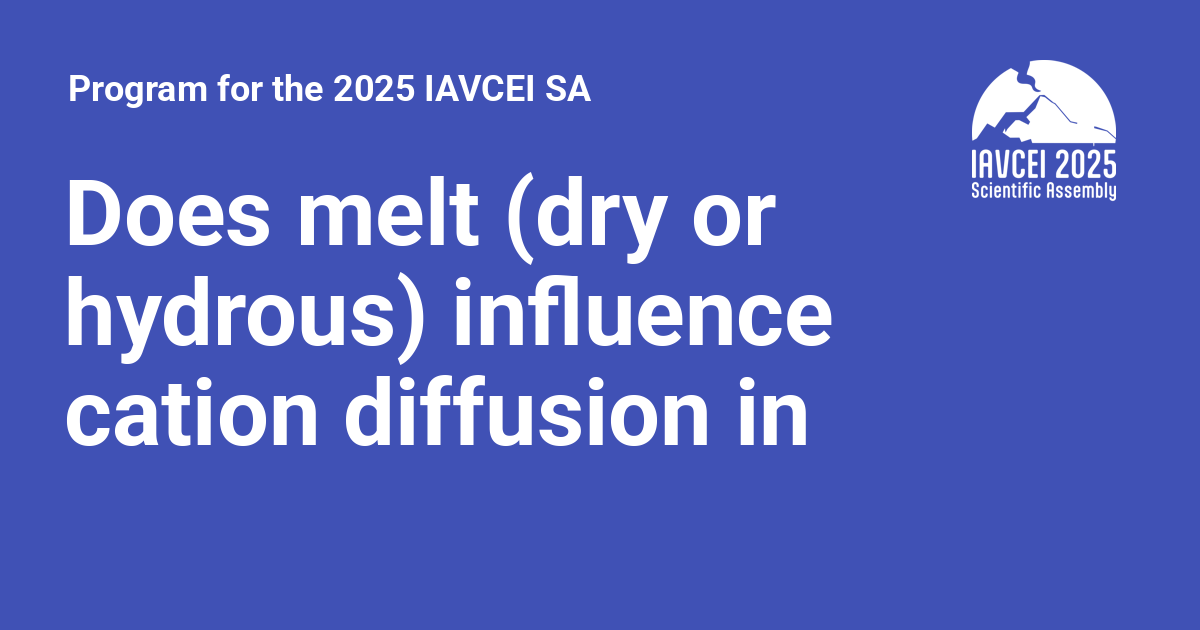 Program for the 2025 IAVCEI SA
IAVCEI 2025
Scientific Assembly
Does melt (dry or
hydrous) influence
cation diffusion in